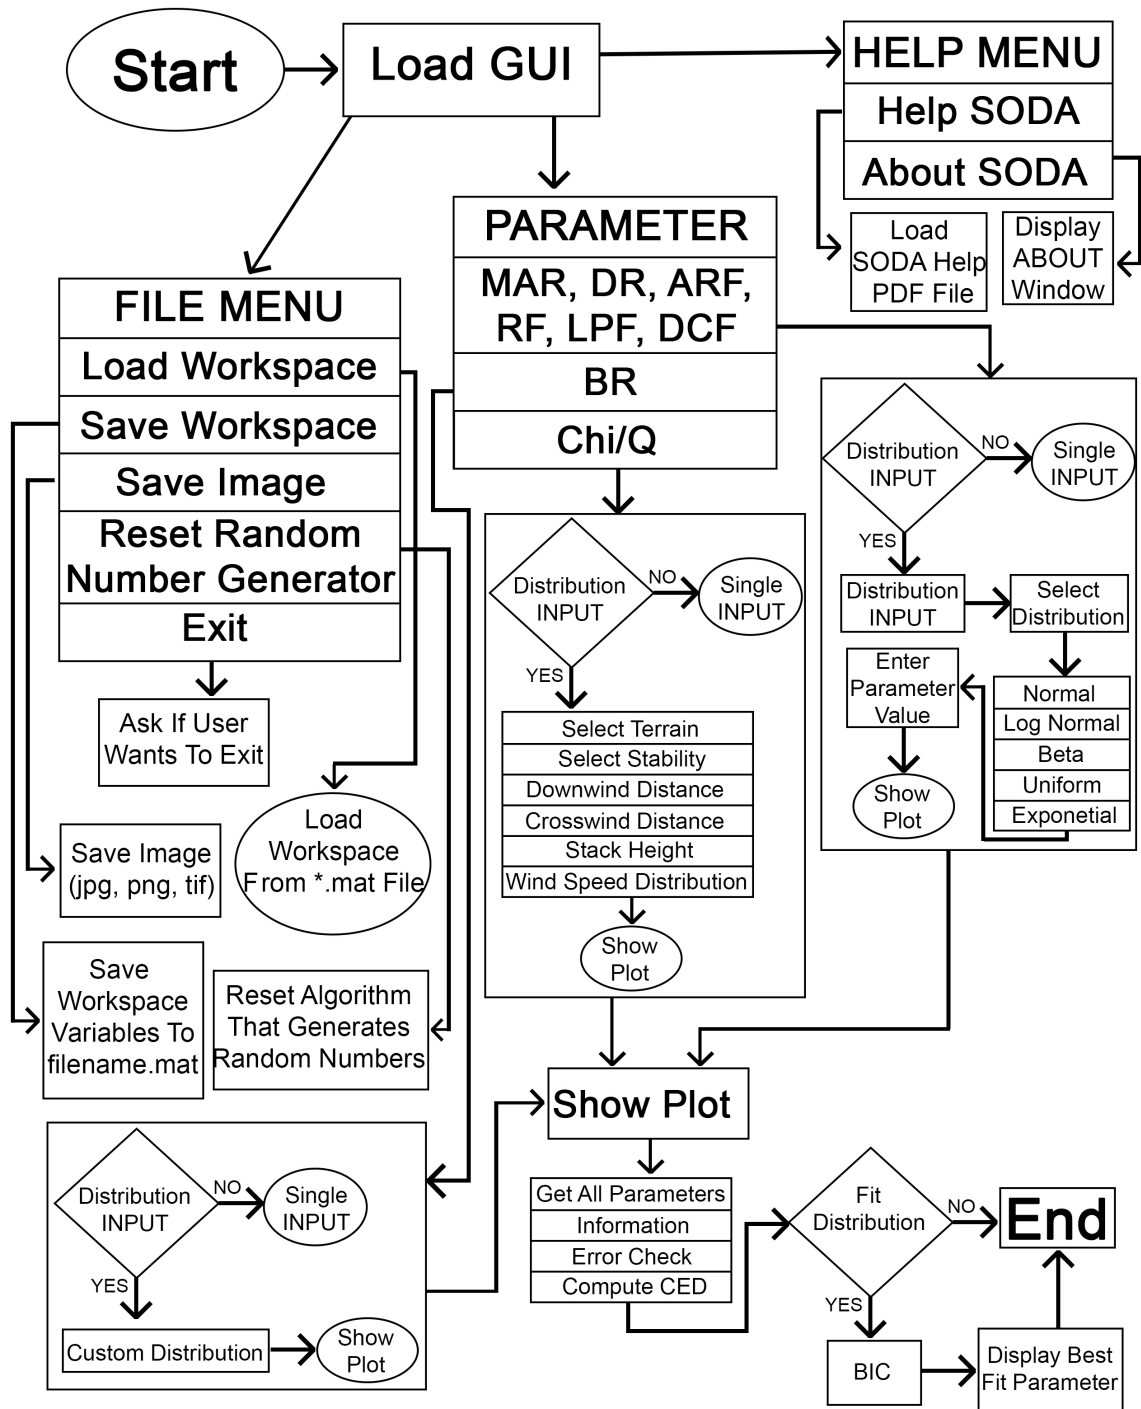 Start
Load GUI
HELP MENU
Help SODA
About SODA
Load
SODA Help
PDF File
Display
ABOUT
Window
PARAMETER
MAR, DR, ARF,
RF, LPF, DCF
BR
Chi/Q
FILE MENU
Load Workspace
Save Workspace
Save Image
Reset Random
Number Generator
Exit
Ask If User
Wants To Exit
Load
Workspace
From *.mat File
Save Image
(jpg, png, tif)
Save
Workspace
Variables To
filename.mat
Reset Algorithm
That Generates
Random Numbers
Distribution
INPUT
NO
Single
INPUT
YES
Select Terrain
Select Stability
Downwind Distance
Crosswind Distance
Stack Height
Wind Speed Distribution
Show
Plot
Distribution
INPUT
NO
Single
INPUT
YES
Distribution
INPUT
Select
Distribution
Enter
Parameter
Value
Normal
Log Normal
Beta
Uniform
Exponetial
Show
Plot
Distribution
INPUT
NO
Single
INPUT
YES
Custom Distribution
Show
Plot
Show Plot
Get All Parameters
Information
Error Check
Compute CED
Fit
Distribution
NO
End
YES
BIC
Display Best
Fit Parameter